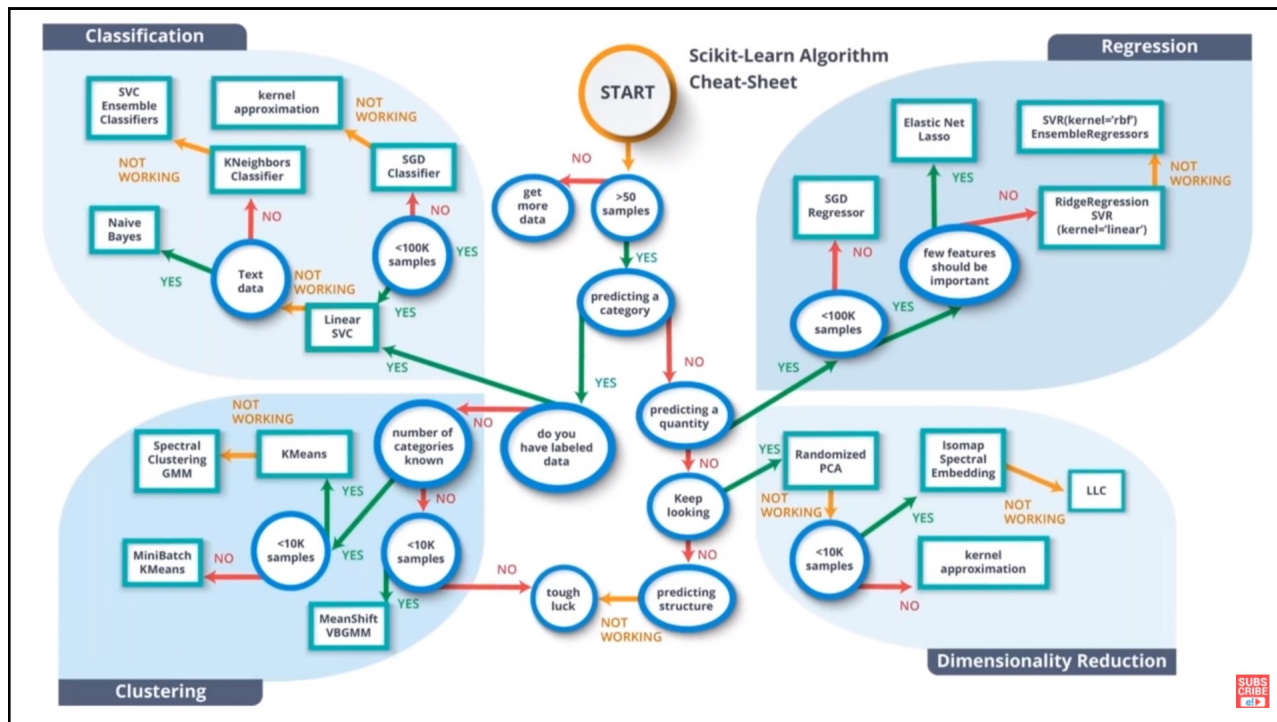 Scikit-Learn Algorithm
Cheat-Sheet
START
NO
get
more
data
>50
samples
YES
predicting a
category
YES
NO
do you
have labeled
data
YES
NO
predicting a
quantity
YES
NO
Keep
looking
YES
NO
predicting
structure
NOT
WORKING
tough
luck
Classification
SVC
Ensemble
Classifiers
kernel
approximation
NOT
WORKING
NOT
WORKING
KNeighbors
Classifier
SGD
Classifier
NO
NO
Naive
Bayes
YES
Text
data
NOT
WORKING
<100K
samples
YES
YES
Linear
SVC
Regression
Elastic Net
Lasso
SVR(kernel='rbf')
EnsembleRegressors
YES
NOT
WORKING
NO
RidgeRegression
SVR
(kernel='linear')
SGD
Regressor
NO
few features
should be
important
YES
<100K
samples
Clustering
NOT
WORKING
number of
categories
known
Spectral
Clustering
GMM
KMeans
YES
NO
YES
<10K
samples
<10K
samples
NO
NO
MiniBatch
KMeans
YES
MeanShift
VBGMM
Dimensionality Reduction
Randomized
PCA
Isomap
Spectral
Embedding
NOT
WORKING
NOT
WORKING
LLC
YES
<10K
samples
kernel
approximation
NO
SUBS
CRIBE
e!